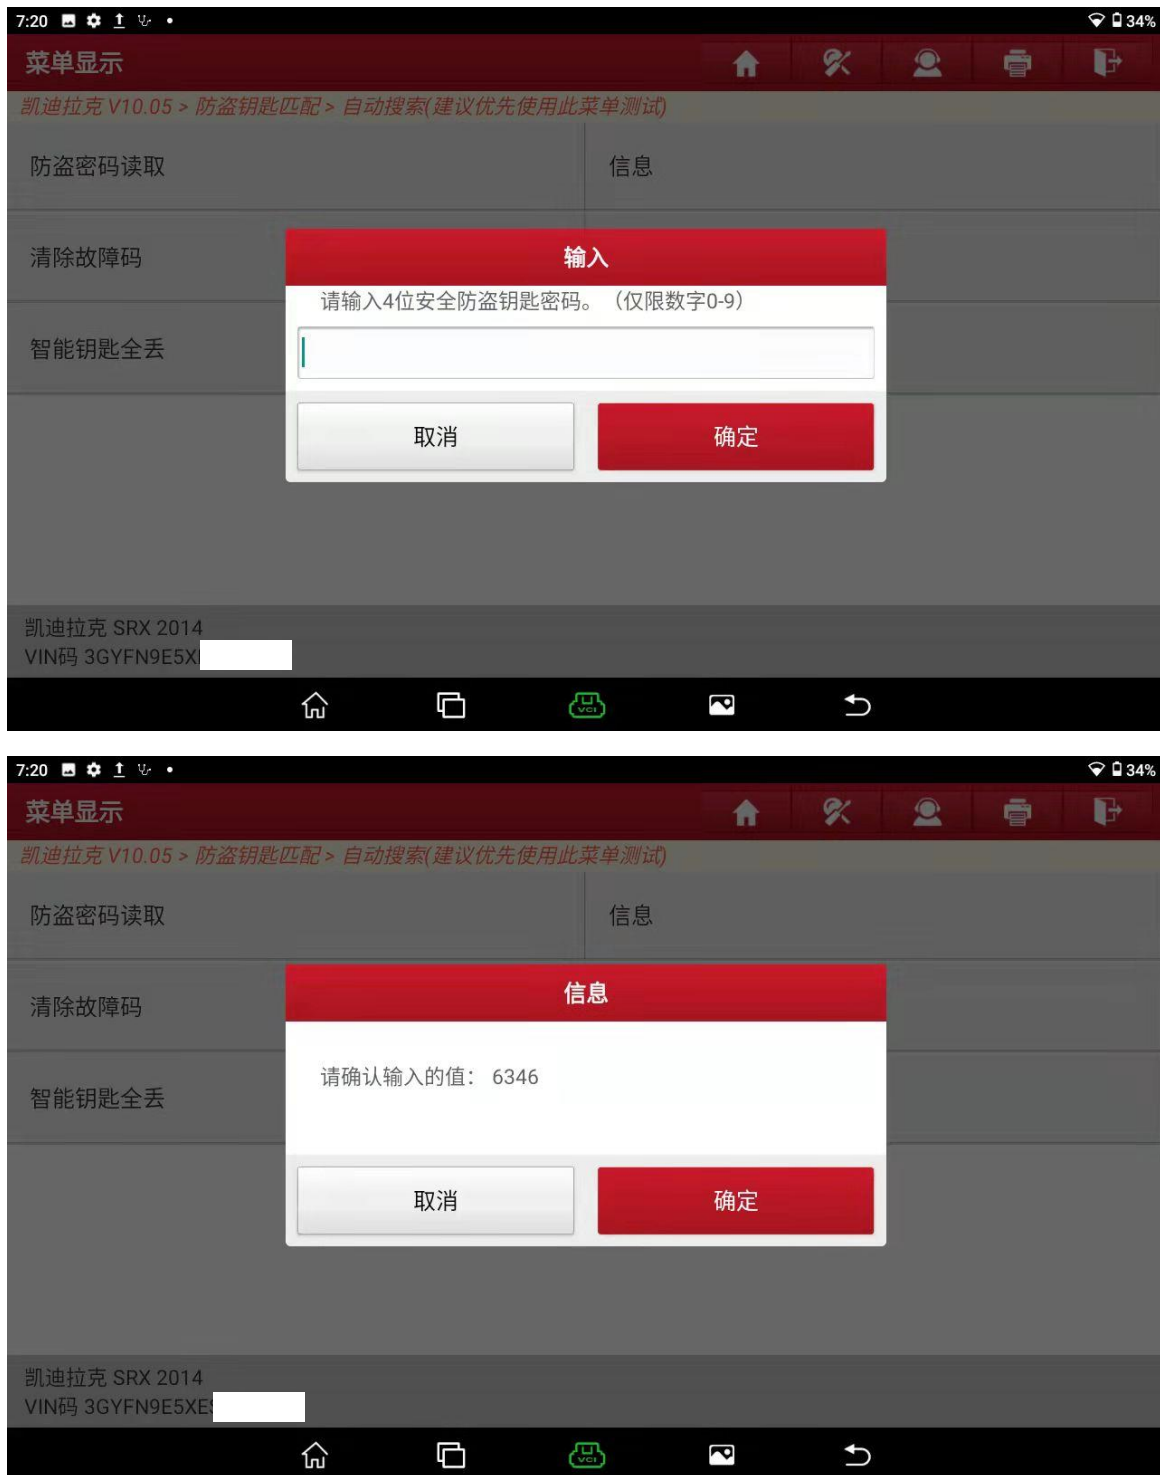 7:20 34%
菜单显示
凯迪拉克 V10.05 > 防盗钥匙匹配 > 自动搜索(建议优先使用此菜单测试)
防盗密码读取 信息
清除故障码
智能钥匙全丢
输入
请输入4位安全防盗钥匙密码。（仅限数字0-9）
取消 确定
凯迪拉克 SRX 2014
VIN码 3GYFN9E5X
VCI
7:20 34%
菜单显示
凯迪拉克 V10.05 > 防盗钥匙匹配 > 自动搜索(建议优先使用此菜单测试)
防盗密码读取 信息
清除故障码
智能钥匙全丢
信息
请确认输入的值： 6346
取消 确定
凯迪拉克 SRX 2014
VIN码 3GYFN9E5XE
VCI